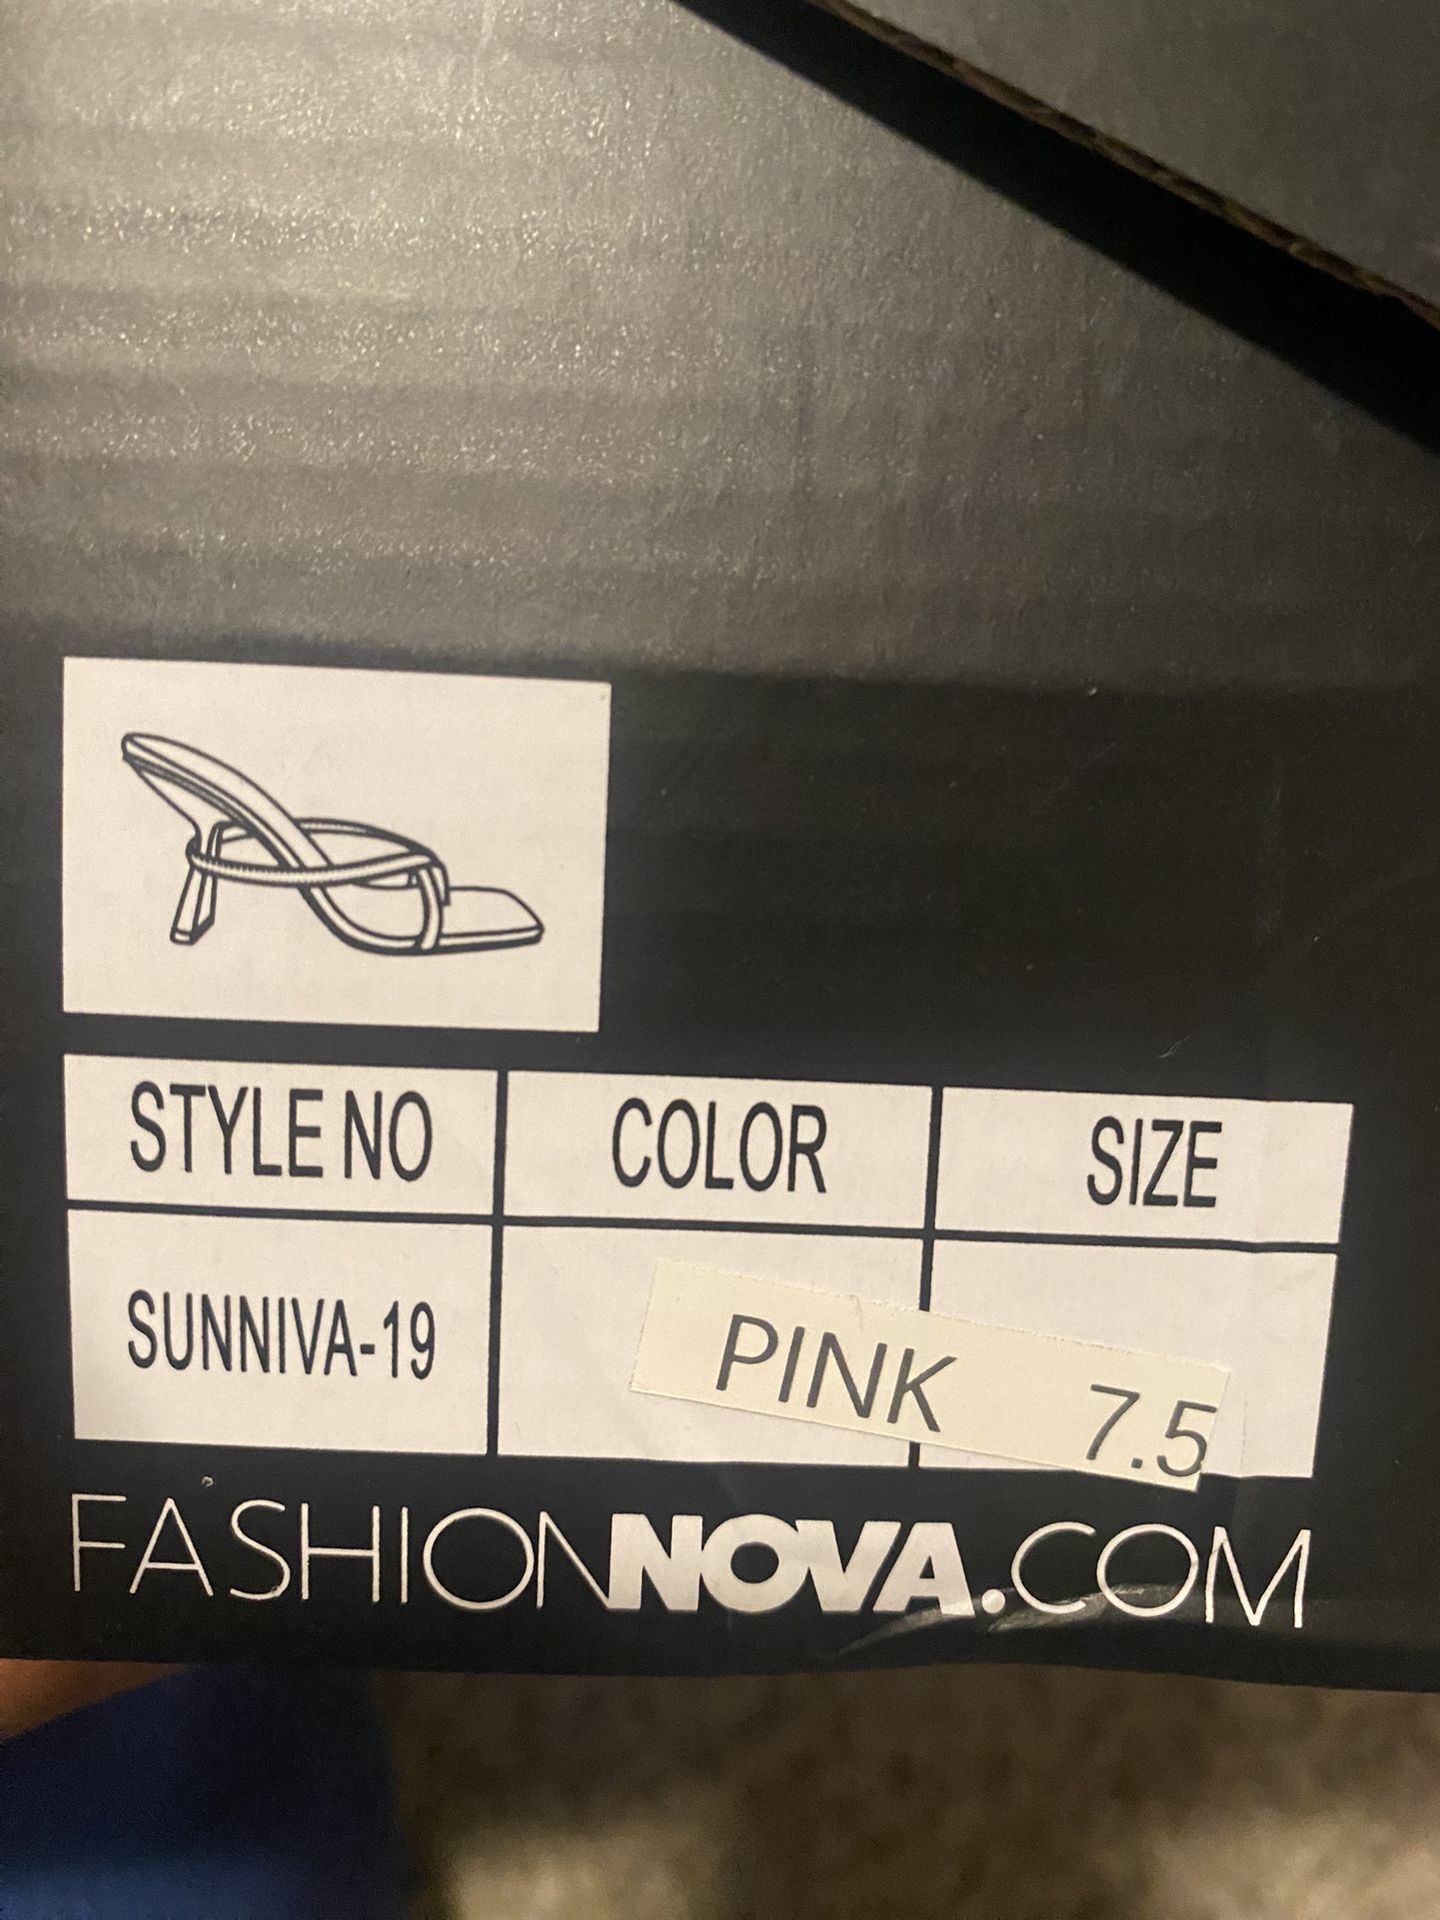 STYLE NO COLOR SIZE
SUNNIVA-19 PINK 7.5
FASHIONNOVA.COM